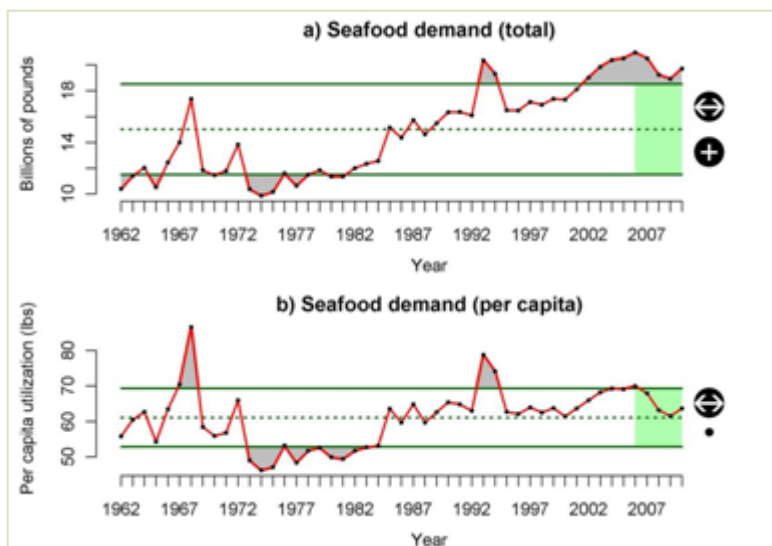 a) Seafood demand (total)
Billions of pounds
18
14
10
1962 1967 1972 1977 1982 1987 1992 1997 2002 2007
Year
b) Seafood demand (per capita)
Per capita utilization (lbs)
80
70
60
50
1962 1967 1972 1977 1982 1987 1992 1997 2002 2007
Year